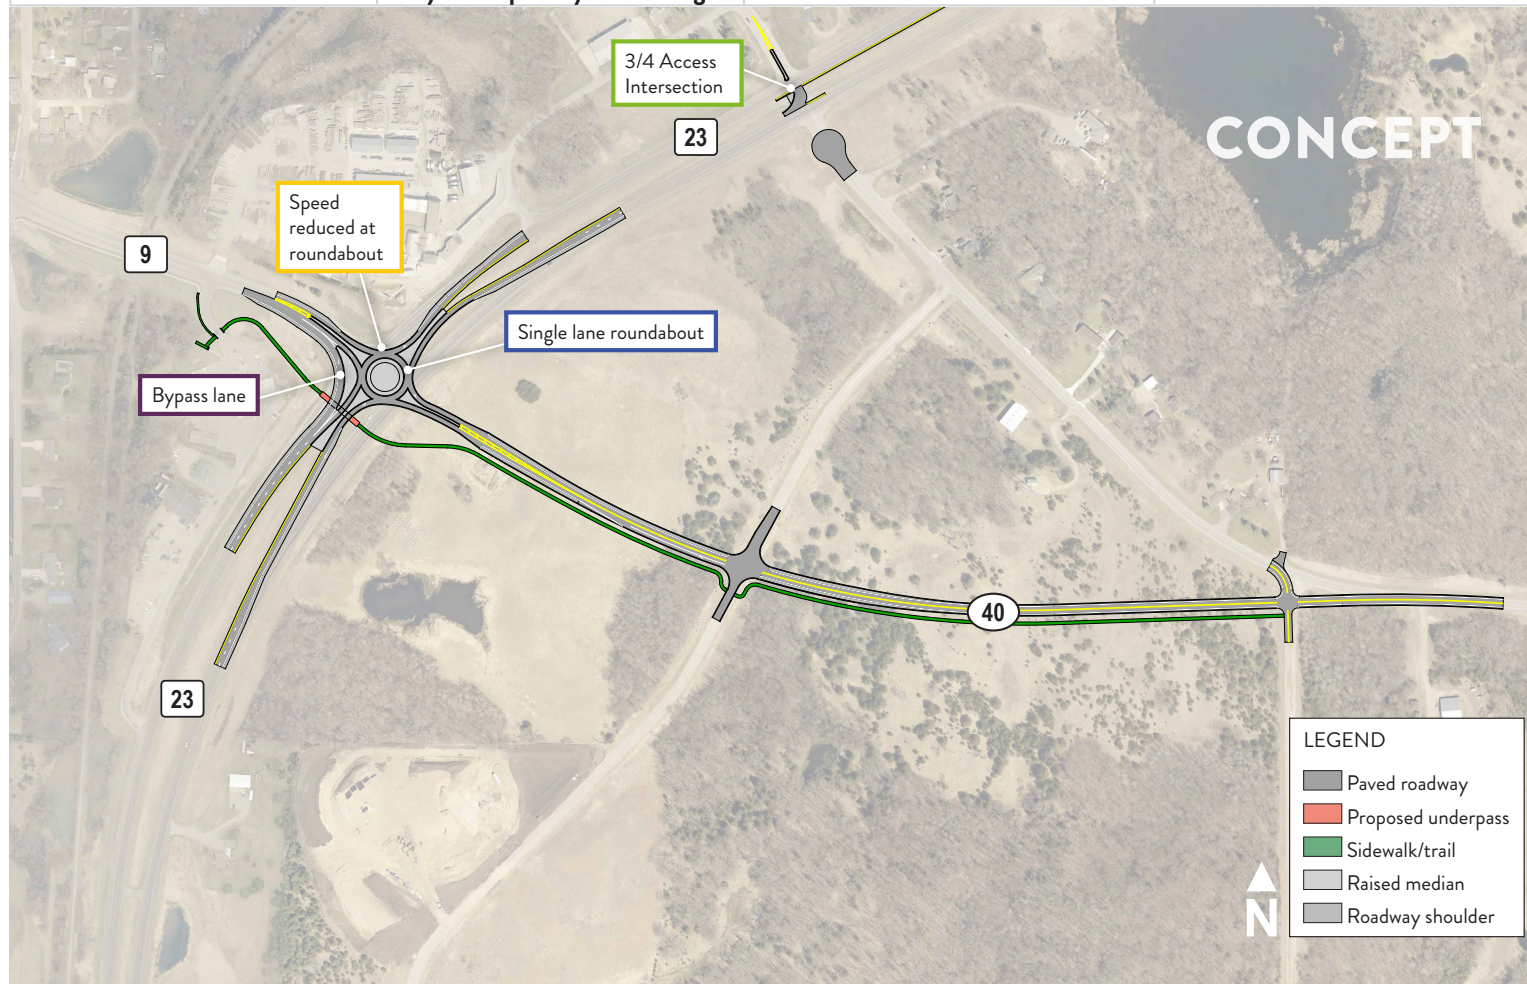 3/4 Access
Intersection
23
CONCEPT
Speed
reduced at
roundabout
9
Single lane roundabout
Bypass lane
40
23
LEGEND
Paved roadway
Proposed underpass
Sidewalk/trail
Raised median
Roadway shoulder
N